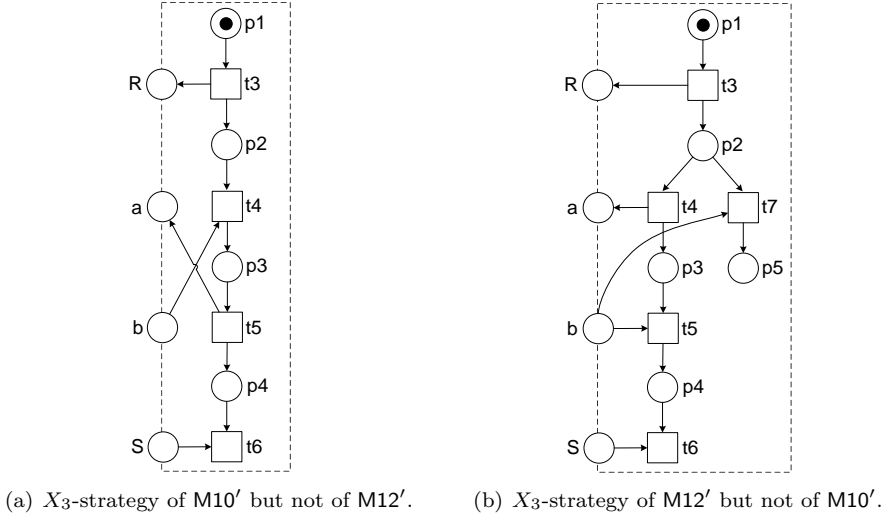 p1
R
t3
p2
a
t4
p3
b
t5
p4
S
t6
(a) X3-strategy of M10′ but not of M12′.
p1
R
t3
p2
a
t4
t7
p3
p5
b
t5
p4
S
t6
(b) X3-strategy of M12′ but not of M10′.